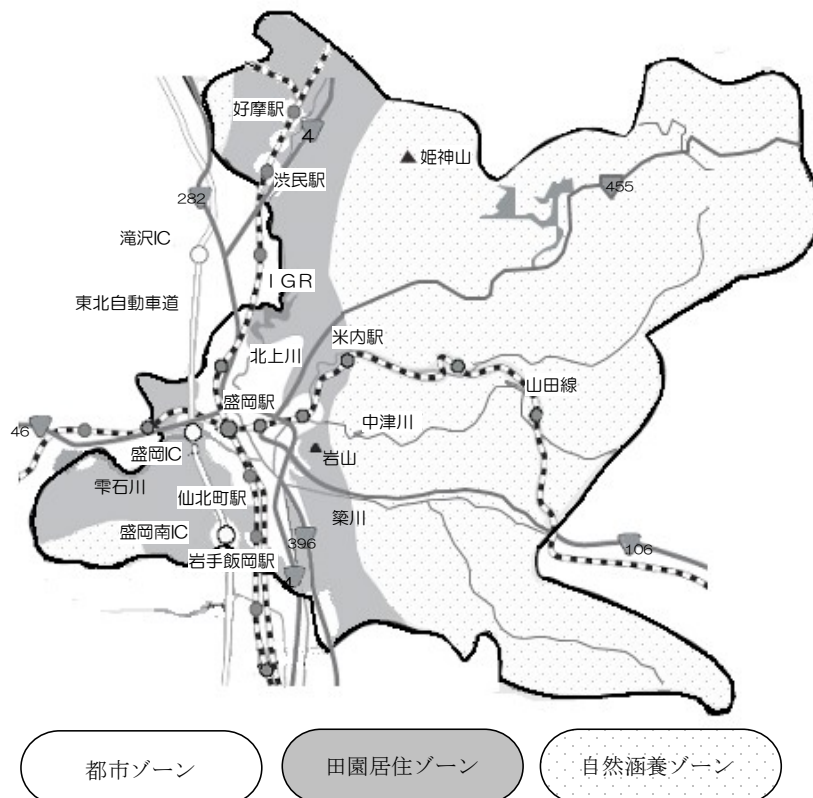 好摩駅
4
姫神山
渋民駅
282
455
滝沢IC
IGR
東北自動車道
米内駅
北上川
山田線
盛岡駅
46
中津川
盛岡IC
岩山
雫石川
仙北町駅
盛岡南IC
簗川
396
106
岩手飯岡駅
4
都市ゾーン
田園居住ゾーン
自然涵養ゾーン